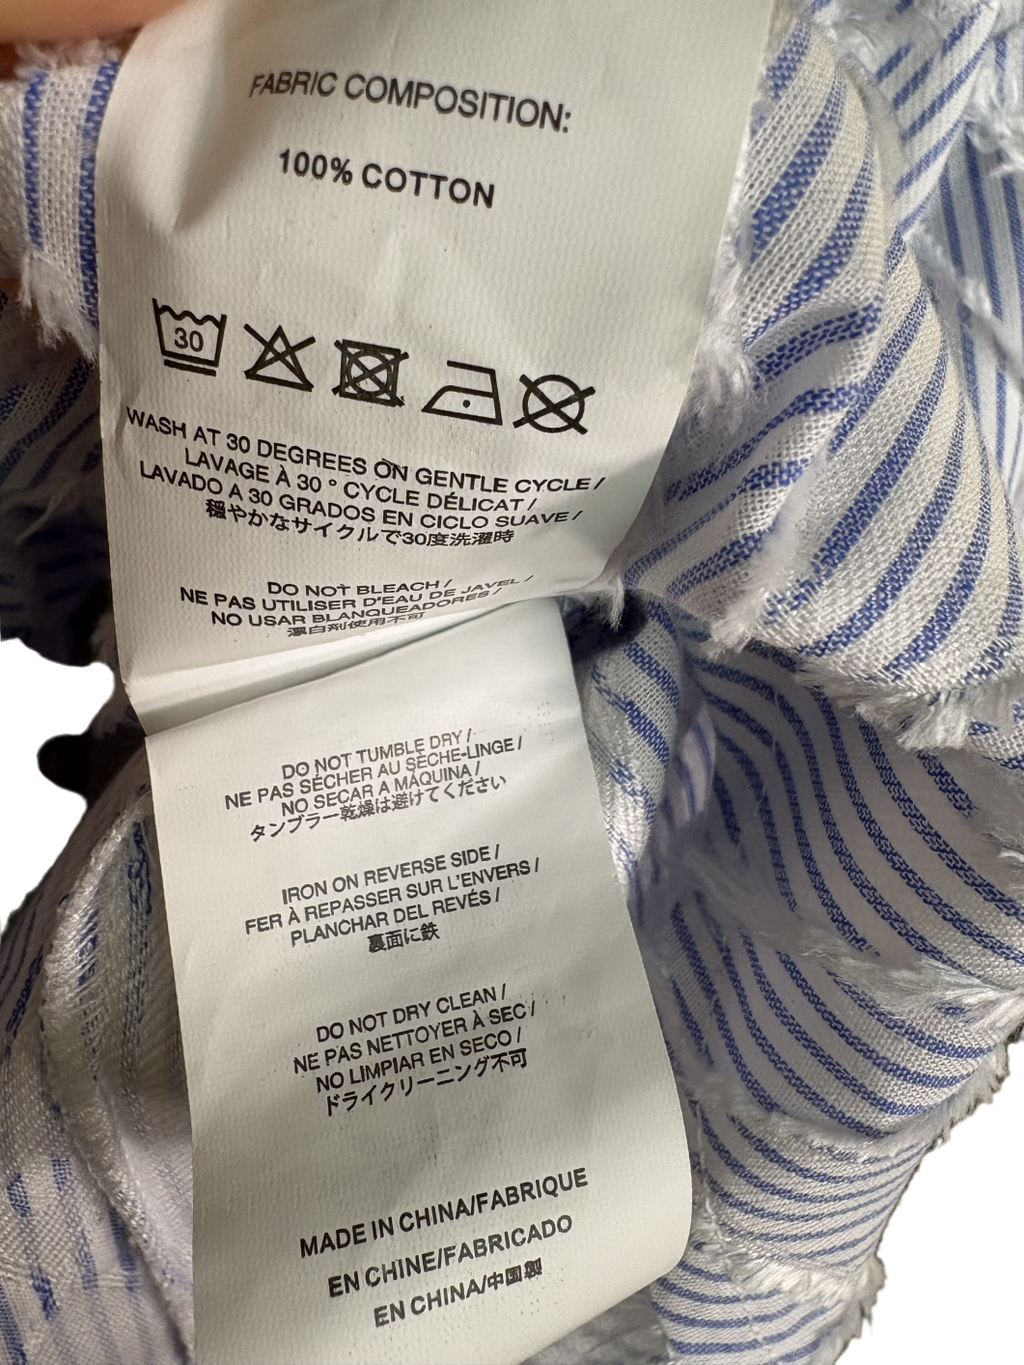 FABRIC COMPOSITION:
100% COTTON
30
WASH AT 30 DEGREES ON GENTLE CYCLE /
LAVAGE À 30 ° CYCLE DÉLICAT /
LAVADO A 30 GRADOS EN CICLO SUAVE /
穏やかなサイクルで30度洗濯時
DO NOT BLEACH /
NE PAS UTILISER D'EAU DE JAVEL /
NO USAR BLANQUEADORES /
漂白剤使用不可
DO NOT TUMBLE DRY /
NE PAS SÉCHER AU SÈCHE-LINGE /
NO SECAR A MÁQUINA /
タンブラー乾燥は避けてください
IRON ON REVERSE SIDE /
FER À REPASSER SUR L'ENVERS /
PLANCHAR DEL REVÉS /
裏面に鉄
DO NOT DRY CLEAN /
NE PAS NETTOYER À SEC /
NO LIMPIAR EN SECO /
ドライクリーニング不可
MADE IN CHINA/FABRIQUE
EN CHINE/FABRICADO
EN CHINA/中国製